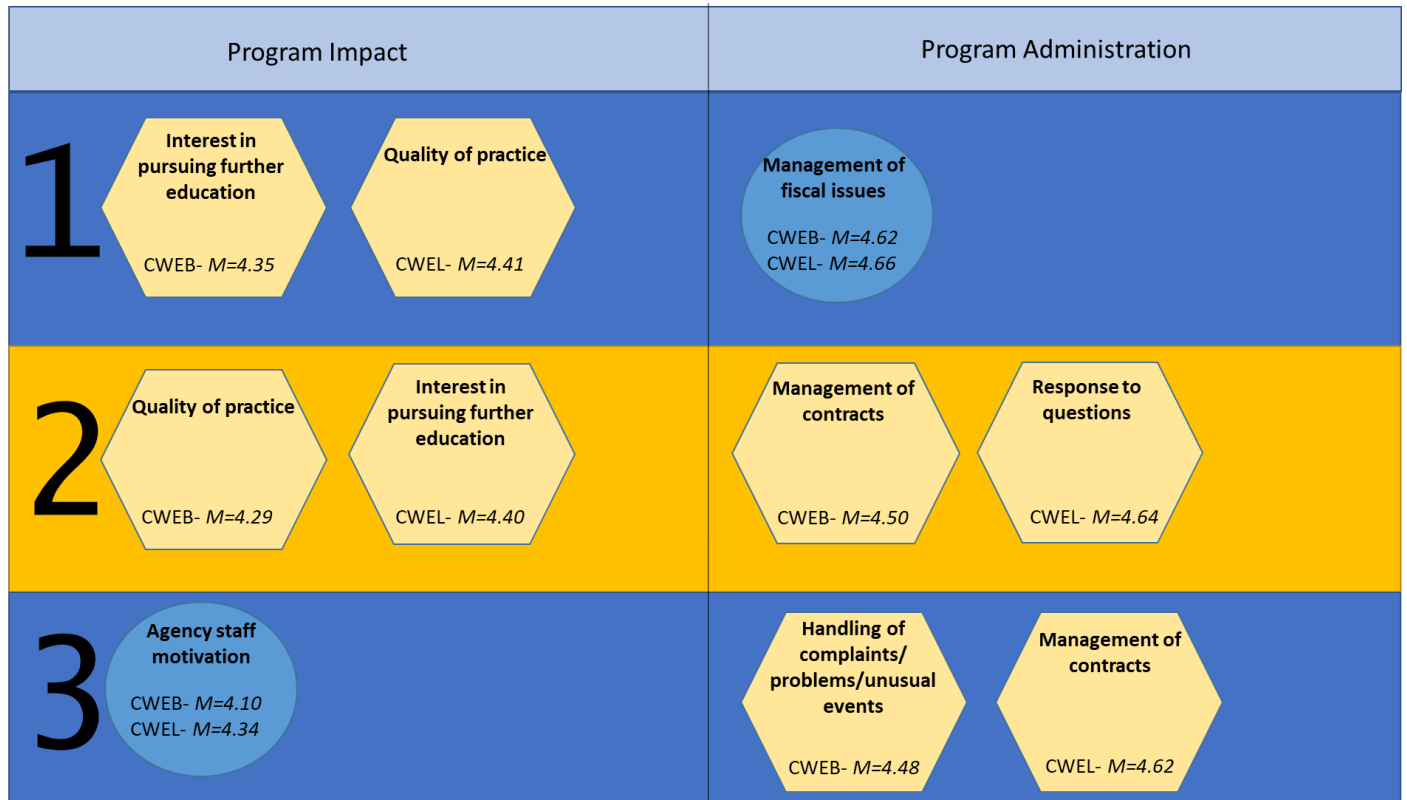 Program Impact
Program Administration
1
Interest in
pursuing further
education
CWEB- M=4.35
Quality of practice
CWEL- M=4.41
Management of
fiscal issues
CWEB- M=4.62
CWEL- M=4.66
2
Quality of practice
CWEB- M=4.29
Interest in
pursuing further
education
CWEL- M=4.40
Management of
contracts
CWEB- M=4.50
Response to
questions
CWEL- M=4.64
3
Agency staff
motivation
CWEB- M=4.10
CWEL- M=4.34
Handling of
complaints/
problems/unusual
events
CWEB- M=4.48
Management of
contracts
CWEL- M=4.62